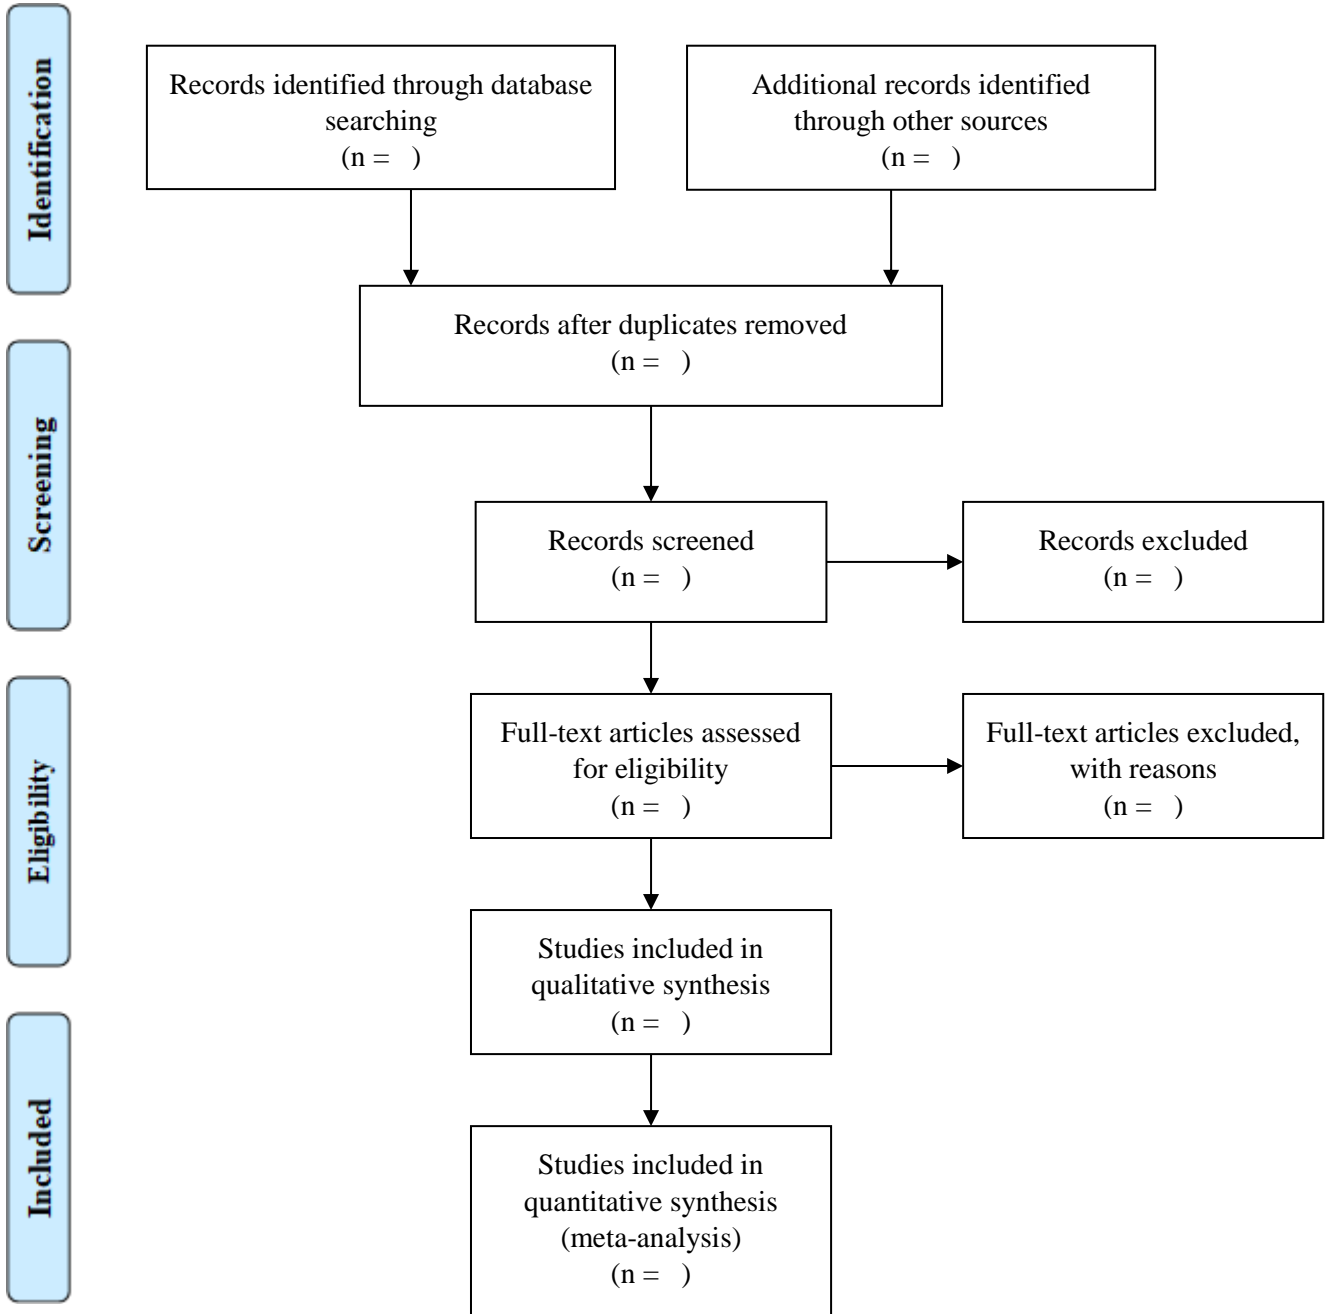 Identification
Records identified through database
searching
(n =   )
Additional records identified
through other sources
(n =   )
Records after duplicates removed
(n =   )
Screening
Records screened
(n =   )
Records excluded
(n =   )
Eligibility
Full-text articles assessed
for eligibility
(n =   )
Full-text articles excluded,
with reasons
(n =   )
Studies included in
qualitative synthesis
(n =   )
Included
Studies included in
quantitative synthesis
(meta-analysis)
(n =   )